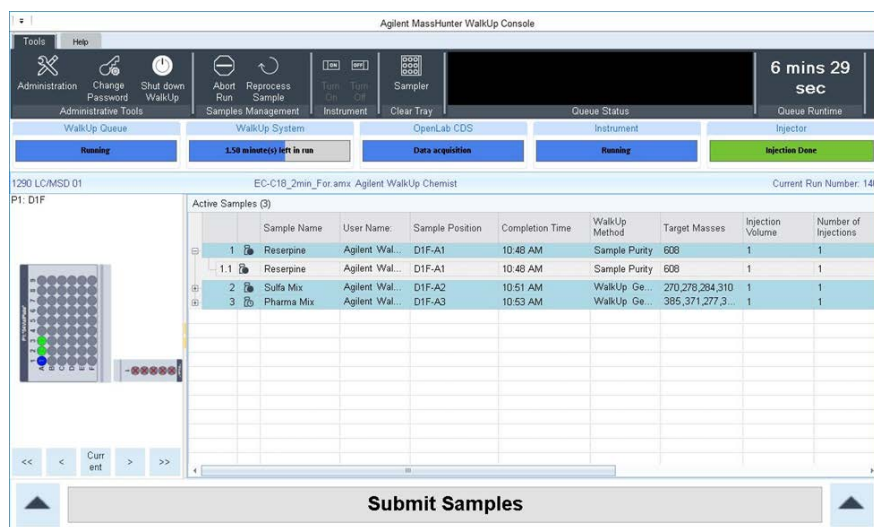 Agilent MassHunter WalkUp Console
Tools Help
Administration Change Password Shut down WalkUp Abort Run Reprocess Sample ON OFF Turn On Turn Off Sampler 6 mins 29 sec
Administrative Tools Samples Management Instrument Clear Tray Queue Status Queue Runtime
WalkUp Queue WalkUp System OpenLab CDS Instrument Injector
Running 1.50 minute(s) left in run Data acquisition Running Injection Done
1290 LC/MSD 01 EC-C18_2min_For.amx Agilent WalkUp Chemist Current Run Number: 14
P1: D1F Active Samples (3)
Sample Name User Name: Sample Position Completion Time WalkUp Method Target Masses Injection Volume Number of Injections
1 Reserpine Agilent Wal... D1F-A1 10:48 AM Sample Purity 608 1 1
1.1 Reserpine Agilent Wal... D1F-A1 10:48 AM Sample Purity 608 1 1
2 Sulfa Mix Agilent Wal... D1F-A2 10:51 AM WalkUp Ge... 270,278,284,310 1 1
3 Pharma Mix Agilent Wal... D1F-A3 10:53 AM WalkUp Ge... 385,371,277,3... 1 1
A B C D E F
<< < Curr ent > >>
Submit Samples